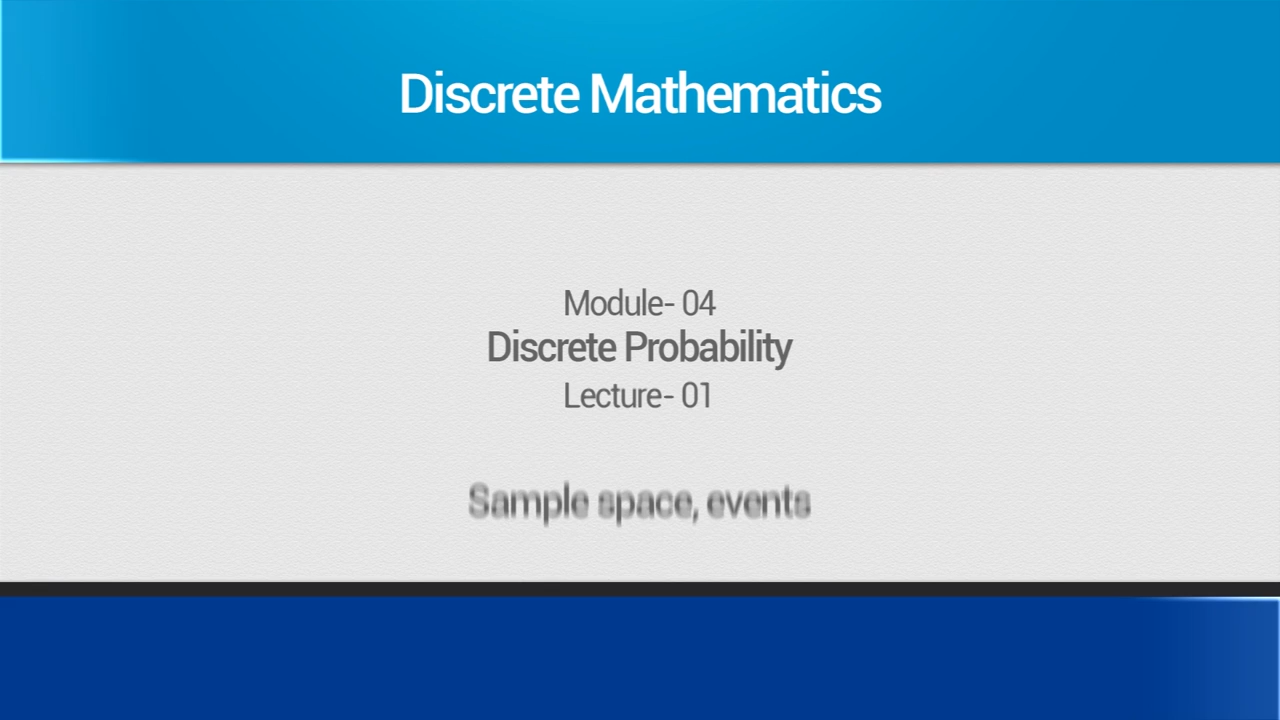 Discrete Mathematics
Module- 04
Discrete Probability
Lecture- 01
Sample space, events